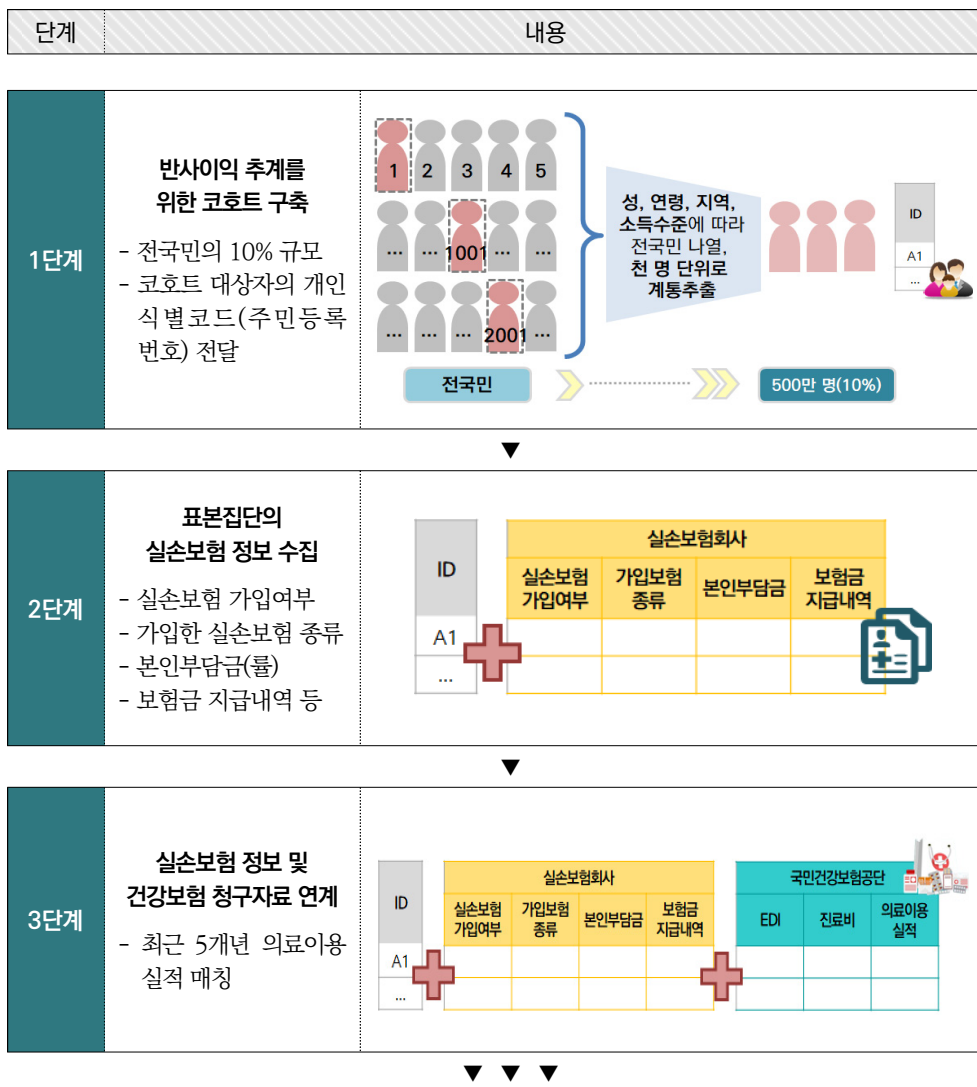 단계
내용
1단계
반사이익 추계를
위한 코호트 구축
- 전국민의 10% 규모
- 코호트 대상자의 개인
식별코드(주민등록
번호) 전달
1 2 3 4 5
... ... 1001 ... ...
... ... ... 2001 ...
성, 연령, 지역,
소득수준에 따라
전국민 나열,
천 명 단위로
계통추출
ID
A1
...
전국민
500만 명(10%)
▼
2단계
표본집단의
실손보험 정보 수집
- 실손보험 가입여부
- 가입한 실손보험 종류
- 본인부담금(률)
- 보험금 지급내역 등
ID
A1
...
실손보험회사
실손보험
가입여부
가입보험
종류
본인부담금
보험금
지급내역
▼
3단계
실손보험 정보 및
건강보험 청구자료 연계
- 최근 5개년 의료이용
실적 매칭
ID
A1
...
실손보험회사
실손보험
가입여부
가입보험
종류
본인부담금
보험금
지급내역
국민건강보험공단
EDI
진료비
의료이용
실적
▼ ▼ ▼